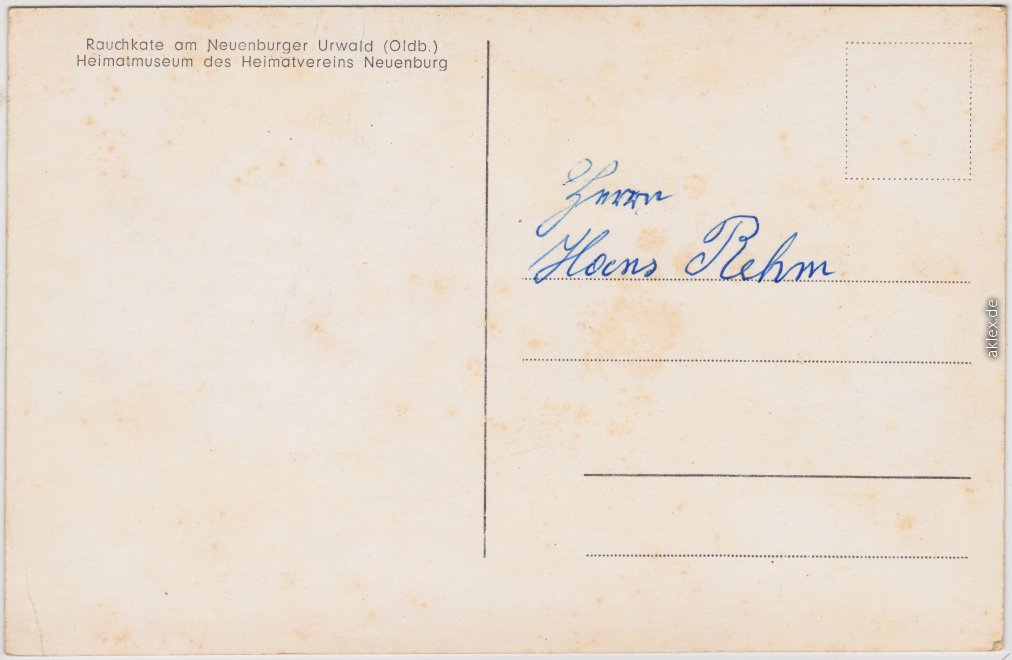 Rauchkate am Neuenburger Urwald (Oldb.)
Heimatmuseum des Heimatvereins Neuenburg
Herrn
Hans Rehm
aklex.de